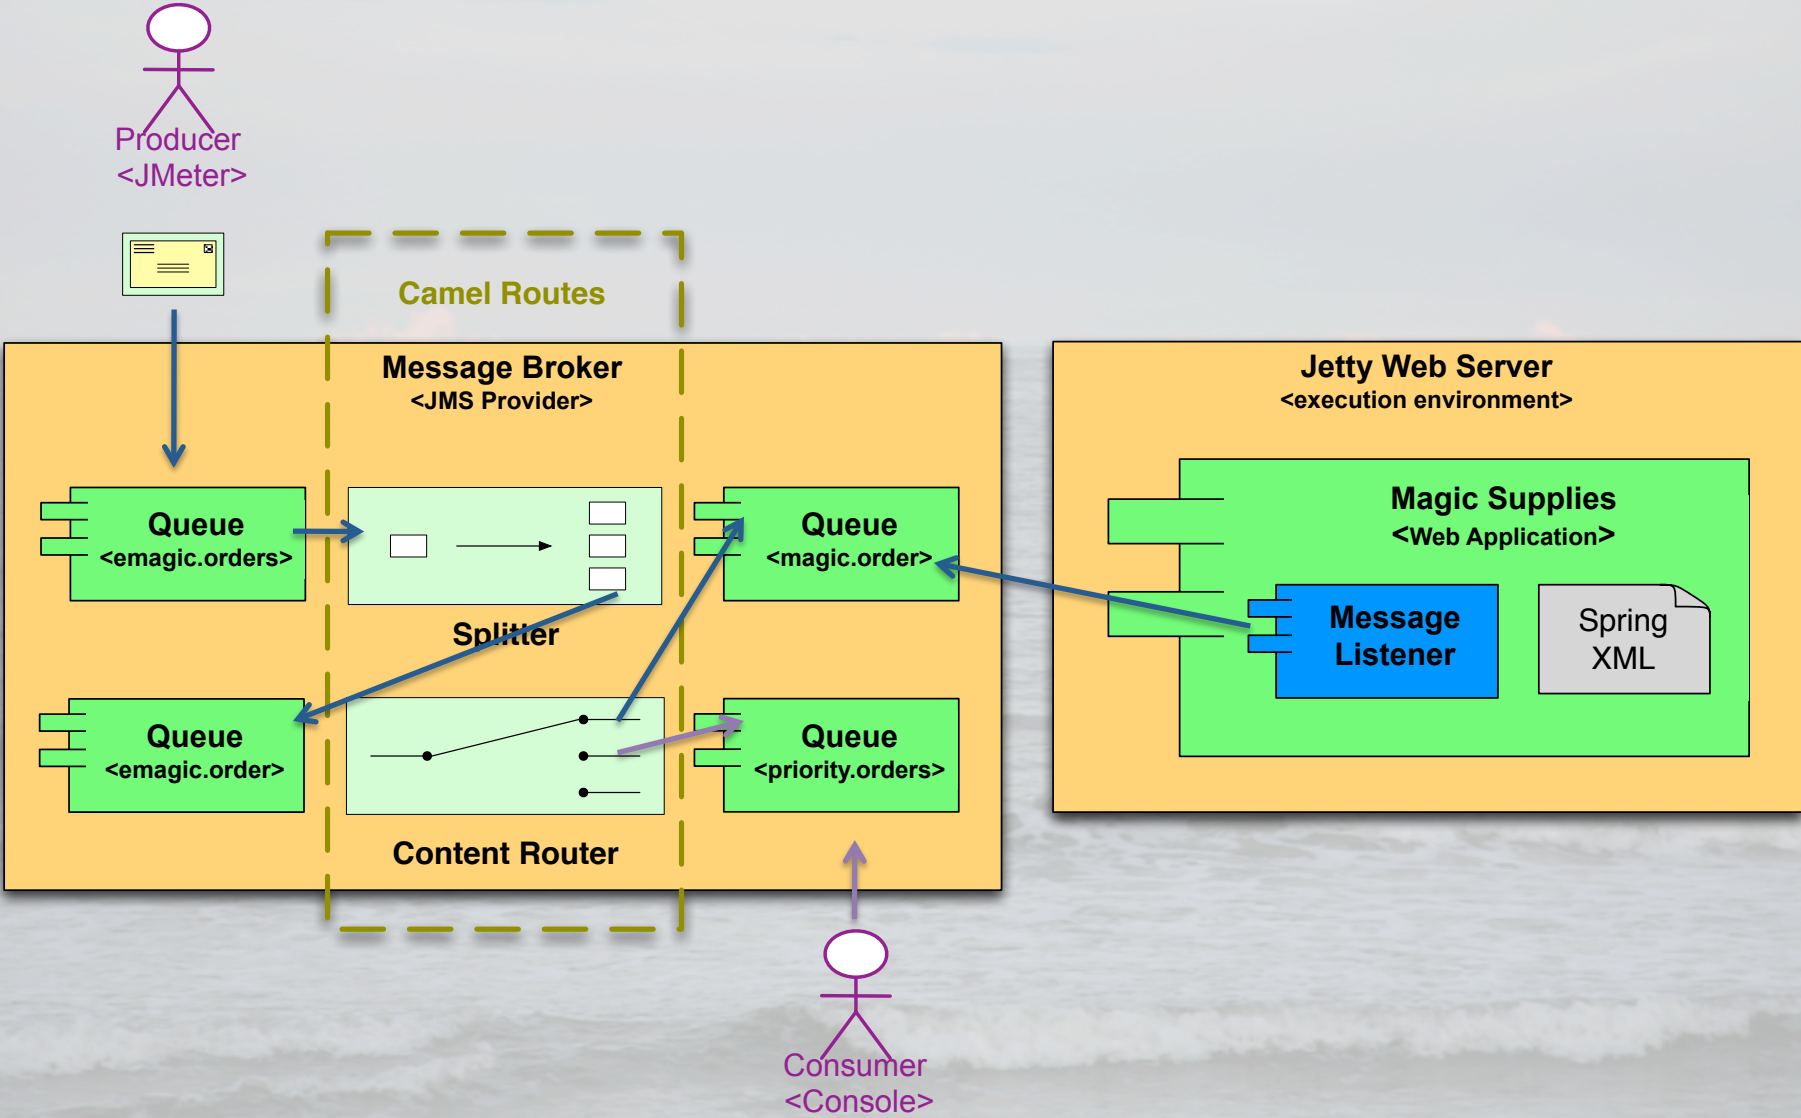 Producer
<JMeter>
Camel Routes
Message Broker
<JMS Provider>
Queue
<emagic.orders>
Splitter
Queue
<magic.order>
Queue
<emagic.order>
Content Router
Queue
<priority.orders>
Consumer
<Console>
Jetty Web Server
<execution environment>
Magic Supplies
<Web Application>
Message
Listener
Spring
XML